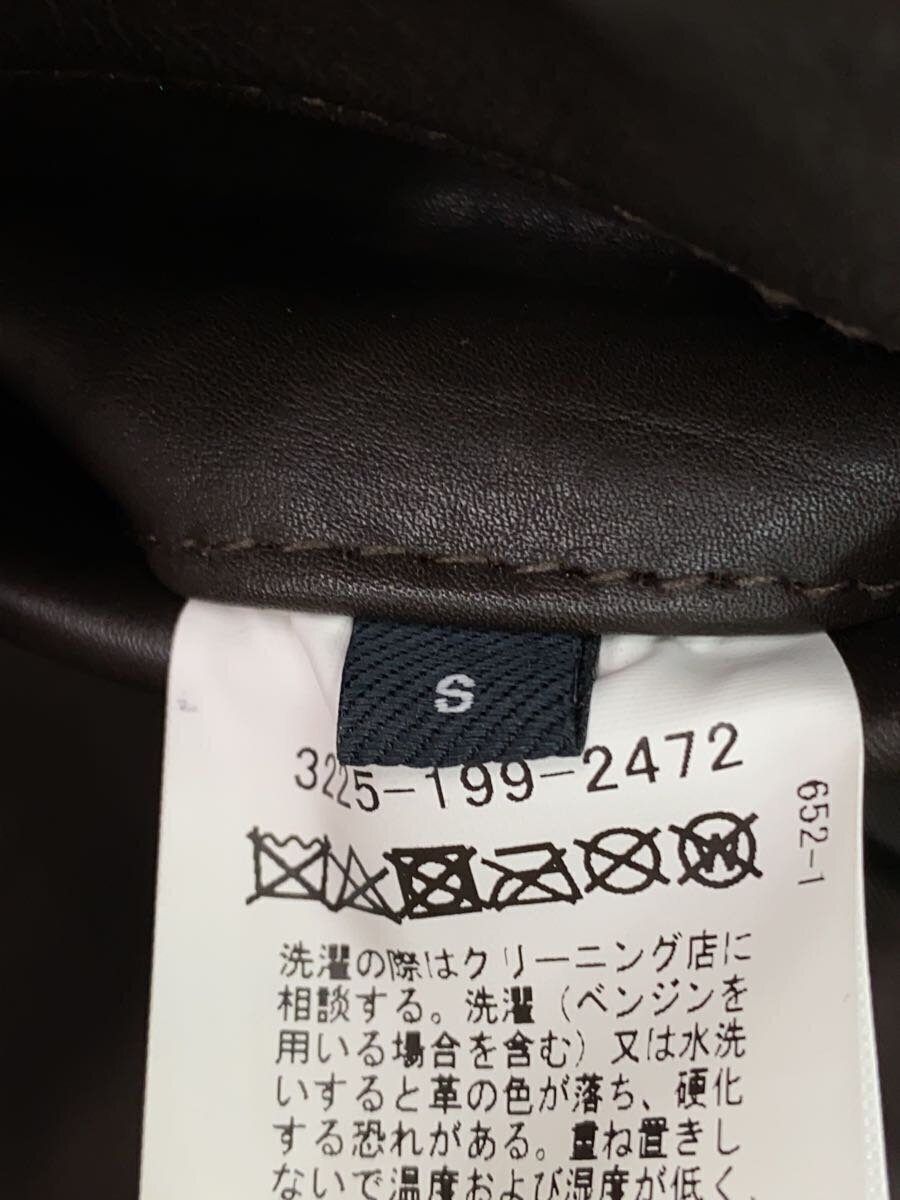 S
3225-199-2472
652-1
洗濯の際はクリーニング店に
相談する。洗濯（ベンジンを
用いる場合を含む）又は水洗
いすると革の色が落ち、硬化
する恐れがある。重ね置きし
ないで温度および湿度が低く、